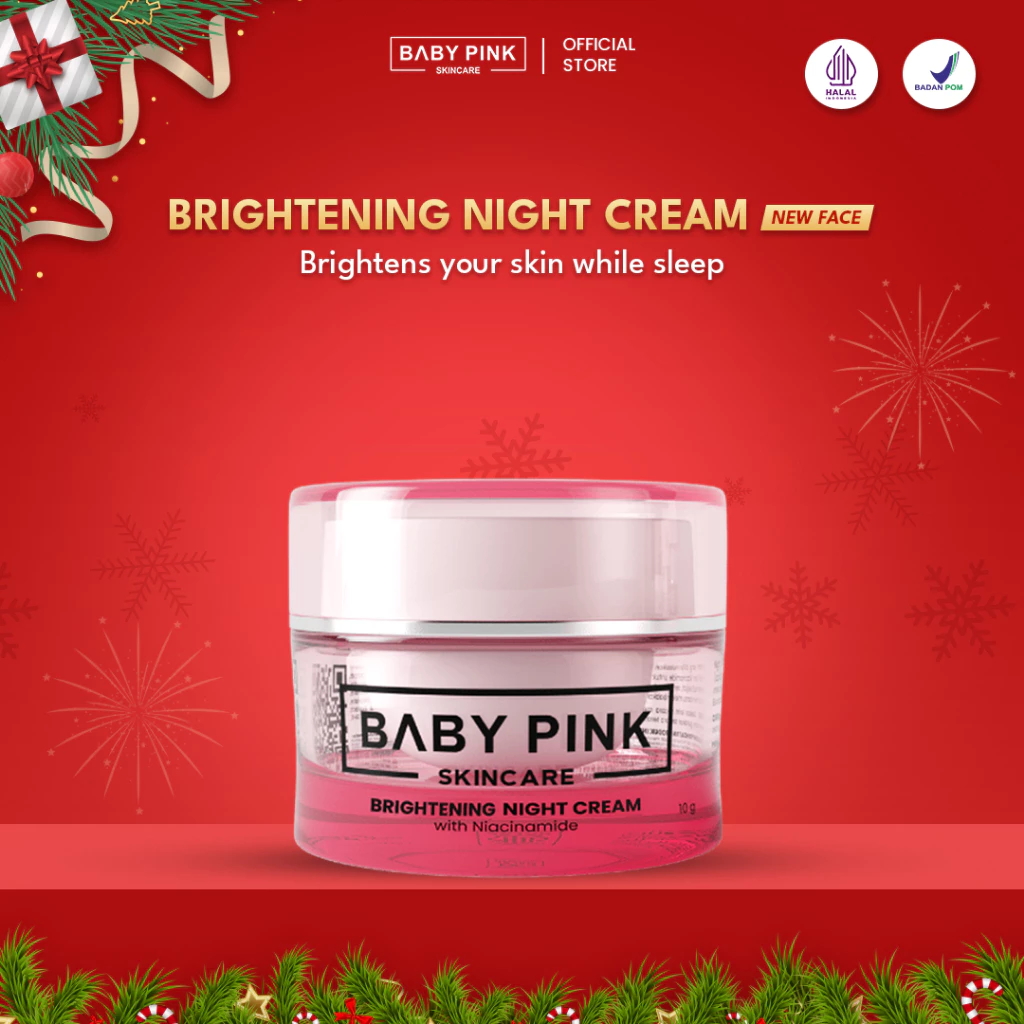 BABY PINK
SKINCARE
OFFICIAL
STORE
HALAL
INDONESIA
BADAN POM
BRIGHTENING NIGHT CREAM
NEW FACE
Brightens your skin while sleep
BABY PINK
SKINCARE
BRIGHTENING NIGHT CREAM
10 g
with Niacinamide